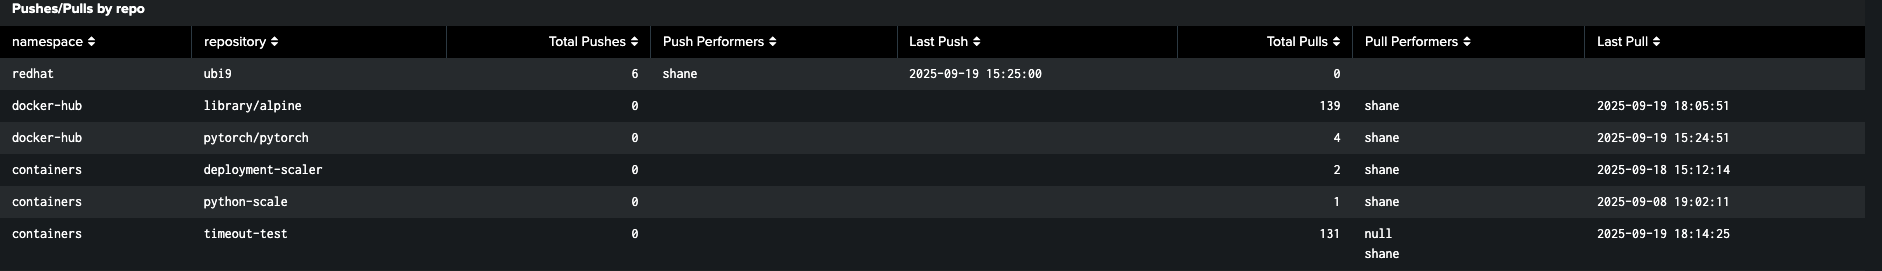 Pushes/Pulls by repo
namespace repository Total Pushes Push Performers Last Push Total Pulls Pull Performers Last Pull
redhat ubi9 6 shane 2025-09-19 15:25:00 0
docker-hub library/alpine 0 139 shane 2025-09-19 18:05:51
docker-hub pytorch/pytorch 0 4 shane 2025-09-19 15:24:51
containers deployment-scaler 0 2 shane 2025-09-18 15:12:14
containers python-scale 0 1 shane 2025-09-08 19:02:11
containers timeout-test 0 131 null 2025-09-19 18:14:25
shane